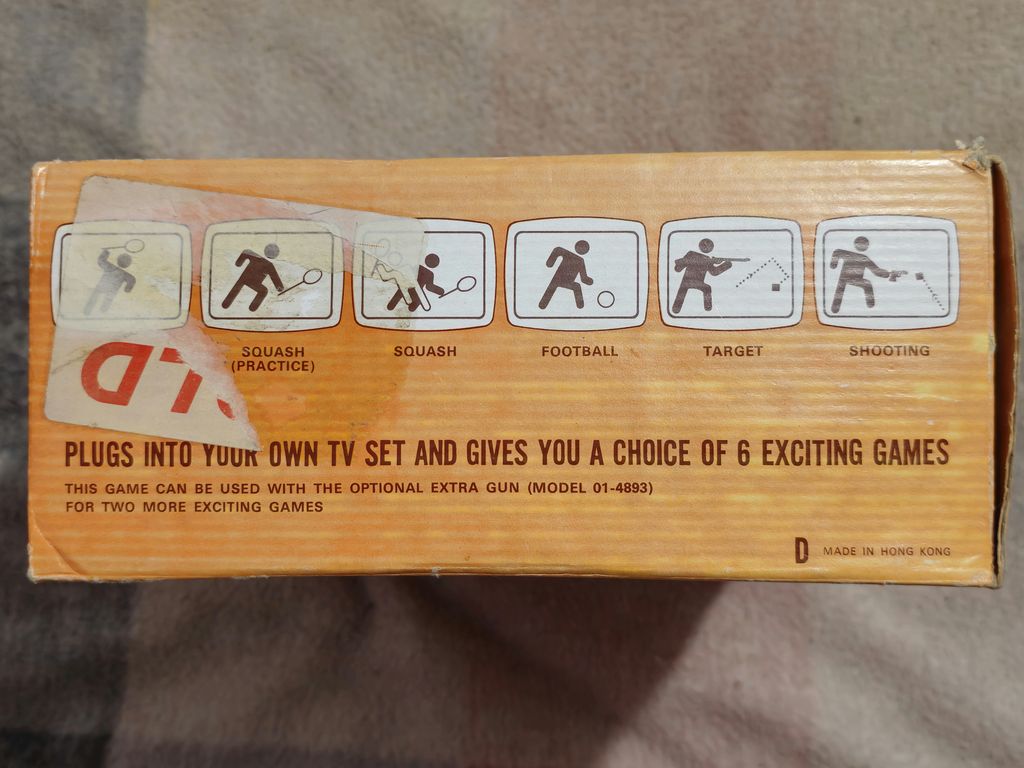 SQUASH
(PRACTICE)
SQUASH
FOOTBALL
TARGET
SHOOTING
LD
PLUGS INTO YOUR OWN TV SET AND GIVES YOU A CHOICE OF 6 EXCITING GAMES
THIS GAME CAN BE USED WITH THE OPTIONAL EXTRA GUN (MODEL 01-4893)
FOR TWO MORE EXCITING GAMES
D MADE IN HONG KONG